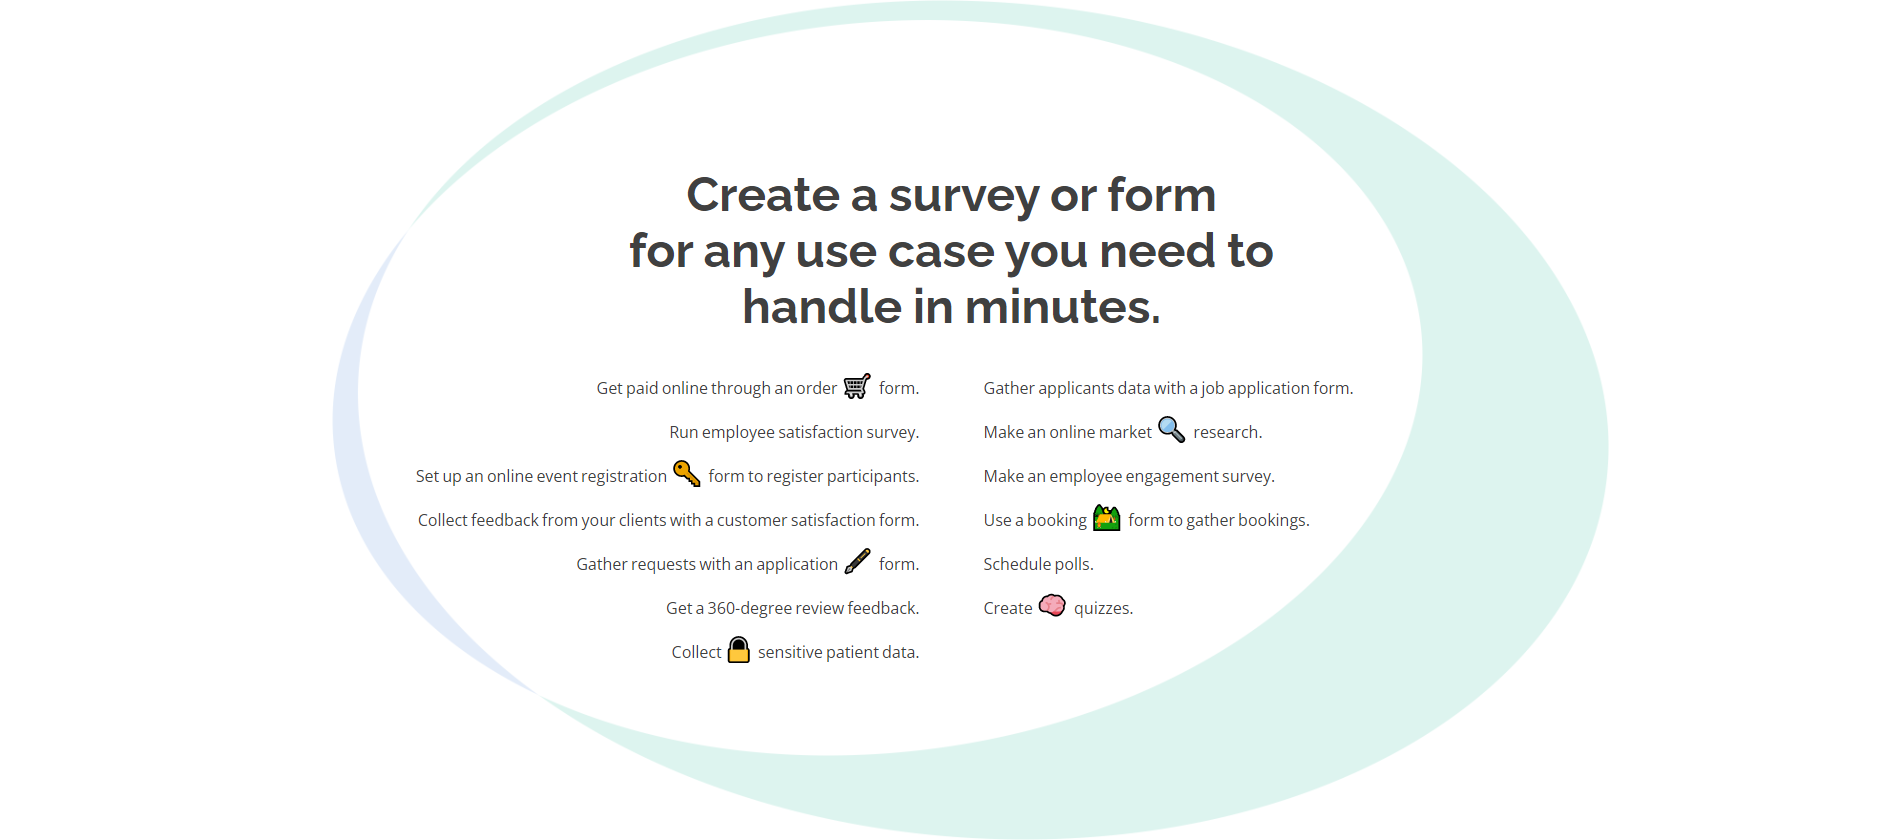 Create a survey or form
for any use case you need to
handle in minutes.
Get paid online through an order form.
Run employee satisfaction survey.
Set up an online event registration form to register participants.
Collect feedback from your clients with a customer satisfaction form.
Gather requests with an application form.
Get a 360-degree review feedback.
Collect sensitive patient data.
Gather applicants data with a job application form.
Make an online market research.
Make an employee engagement survey.
Use a booking form to gather bookings.
Schedule polls.
Create quizzes.